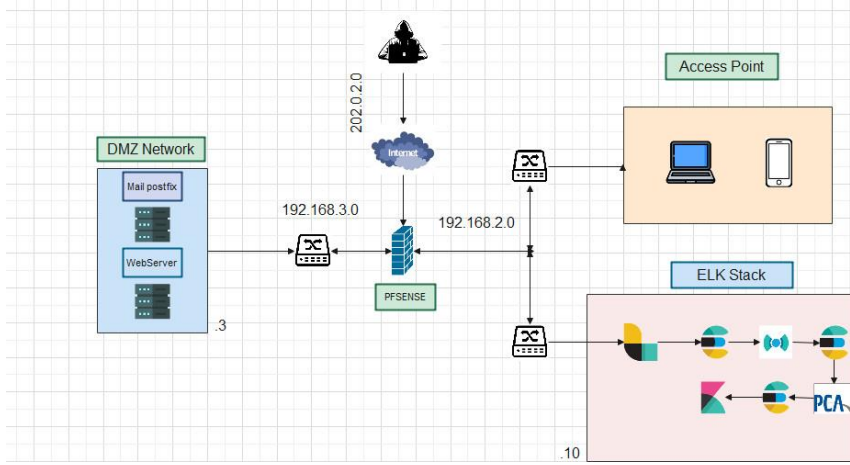 202.0.2.0
Internet
Access Point
DMZ Network
Mail postfix
WebServer
.3
192.168.3.0
192.168.2.0
PFSENSE
ELK Stack
PCA
.10